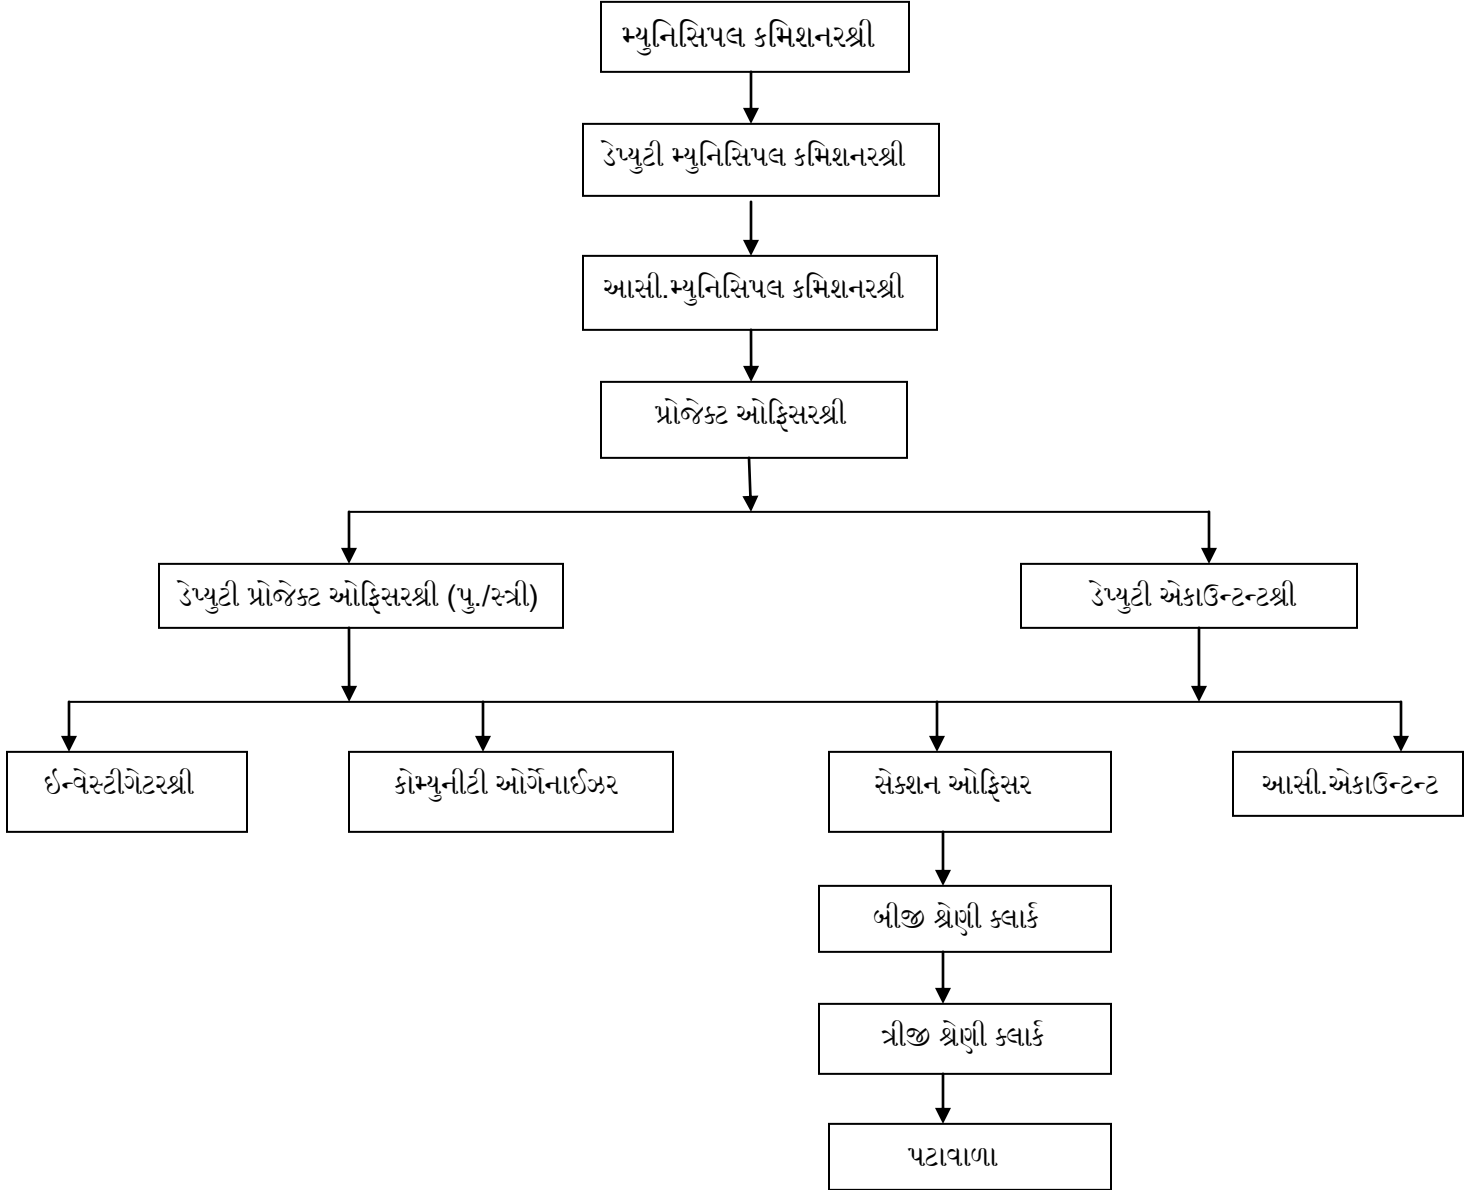 મ્યુનિસિપલ કમિશનરશ્રી
ડેપ્યુટી મ્યુનિસિપલ કમિશનરશ્રી
આસી.મ્યુનિસિપલ કમિશનરશ્રી
પ્રોજેક્ટ ઓફિસરશ્રી
ડેપ્યુટી પ્રોજેક્ટ ઓફિસરશ્રી (પુ./સ્ત્રી)
ડેપ્યુટી એકાઉન્ટન્ટશ્રી
ઈન્વેસ્ટીગેટરશ્રી
કોમ્યુનીટી ઓર્ગેનાઈઝર
સેક્શન ઓફિસર
આસી.એકાઉન્ટન્ટ
બીજી શ્રેણી ક્લાર્ક
ત્રીજી શ્રેણી ક્લાર્ક
પટાવાળા